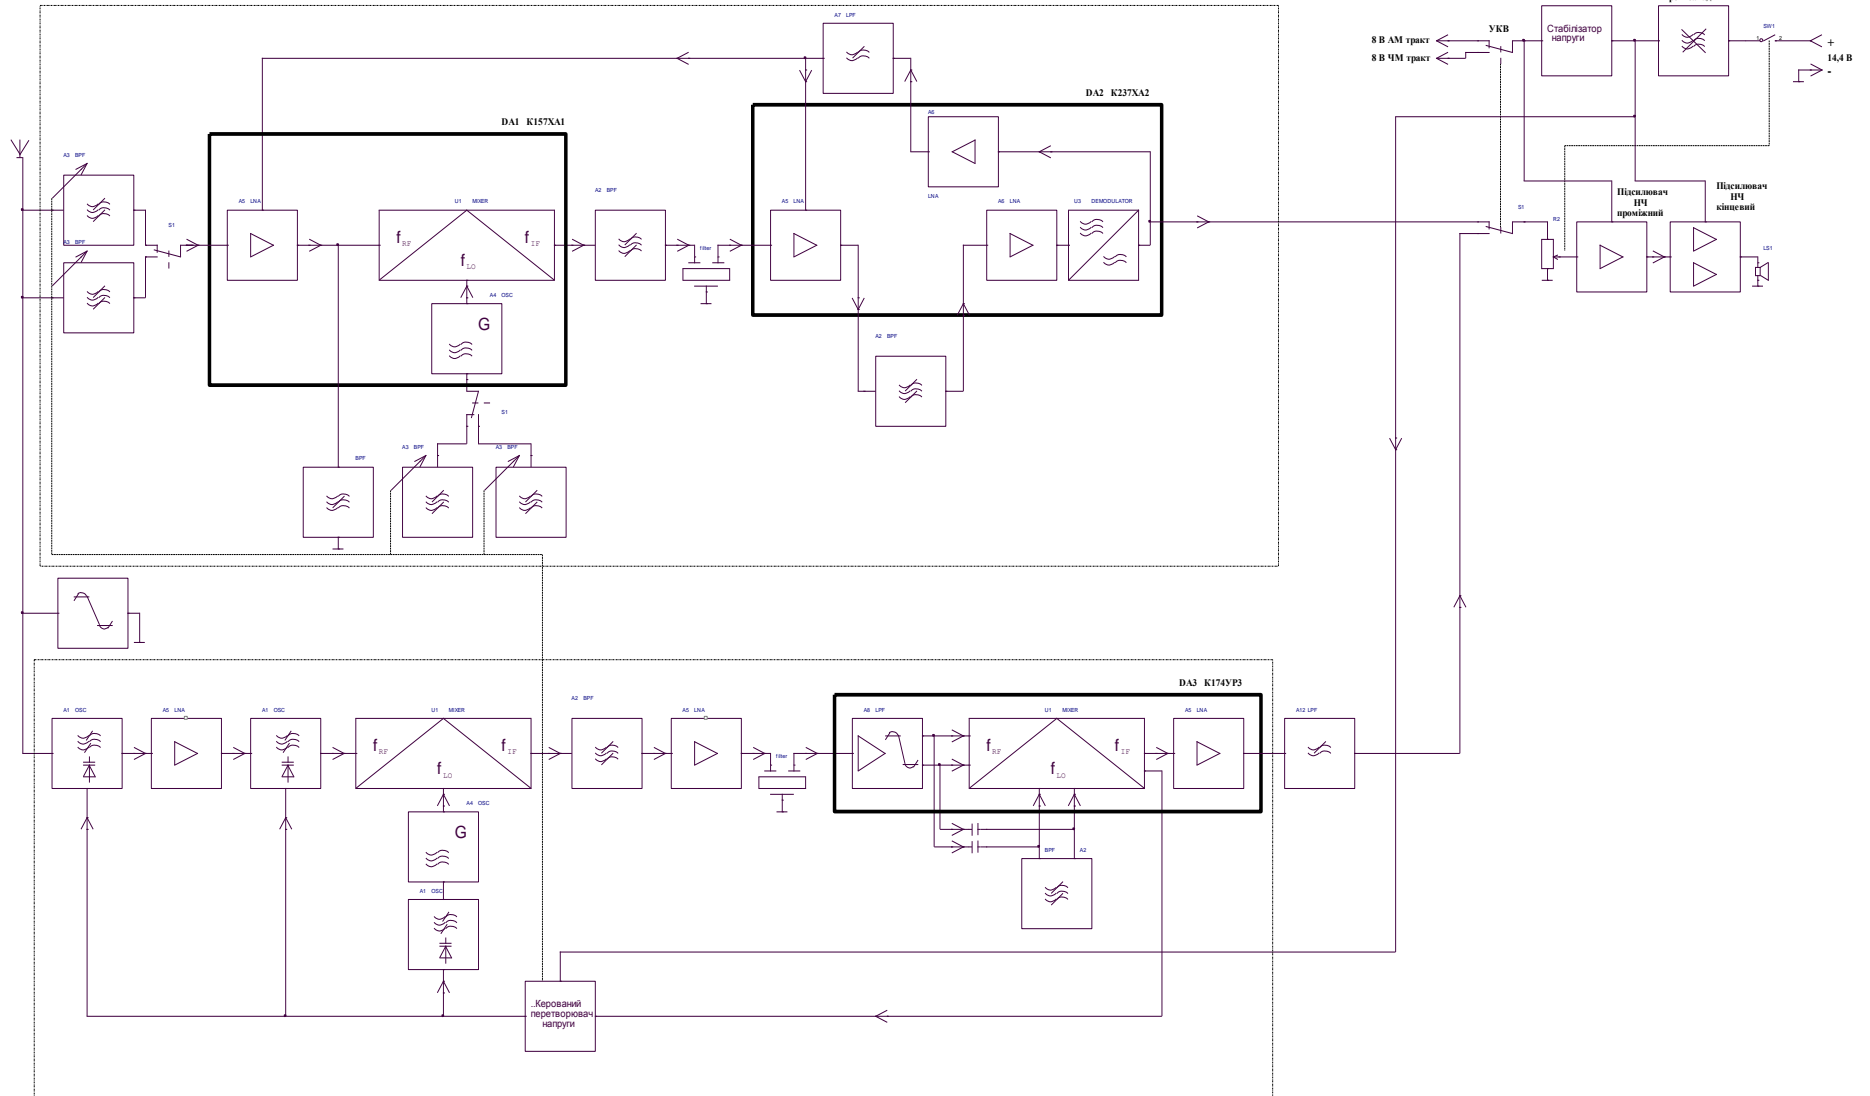 A7 LPF
SW1
УКВ
Стабілізатор
напруги
1
2
+
8 В АМ тракт
8 В ЧМ тракт
14,4 В
-
DA2 К237ХА2
DA1 К157ХА1
A6
A3 BPF
LNA
A5 LNA
U1 MIXER
A2 BPF
A5 LNA
A6 LNA
U3 DEMODULATOR
Підсилювач
НЧ
проміжний
Підсилювач
НЧ
кінцевий
S1
S1
R2
LS1
A3 BPF
f RF
f IF
f LO
filter
A4 OSC
G
A2 BPF
S1
BPF
A3 BPF
A3 BPF
DA3 К174УР3
A1 OSC
A5 LNA
A1 OSC
U1 MIXER
A2 BPF
A5 LNA
A8 LPF
U1 MIXER
A5 LNA
A12 LPF
f RF
f IF
f LO
filter
f RF
f IF
f LO
A4 OSC
G
BPF
A2
A1 OSC
..Керований
перетворювач
напруги